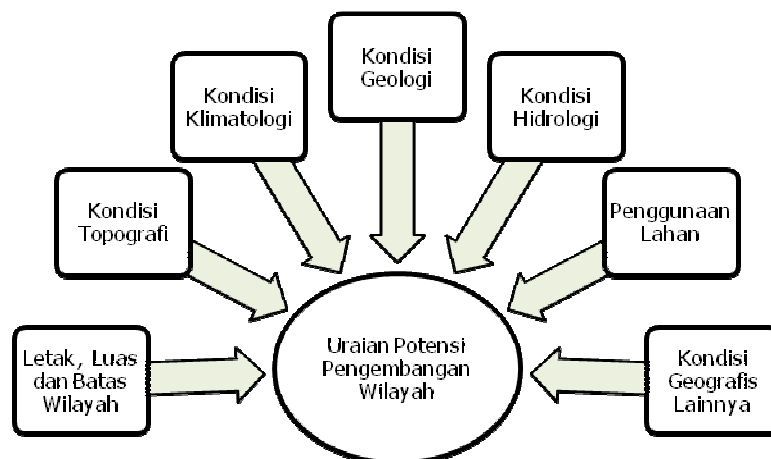 Kondisi
Geologi
Kondisi
Klimatologi
Kondisi
Hidrologi
Kondisi
Topografi
Penggunaan
Lahan
Letak, Luas
dan Batas
Wilayah
Uraian Potensi
Pengembangan
Wilayah
Kondisi
Geografis
Lainnya